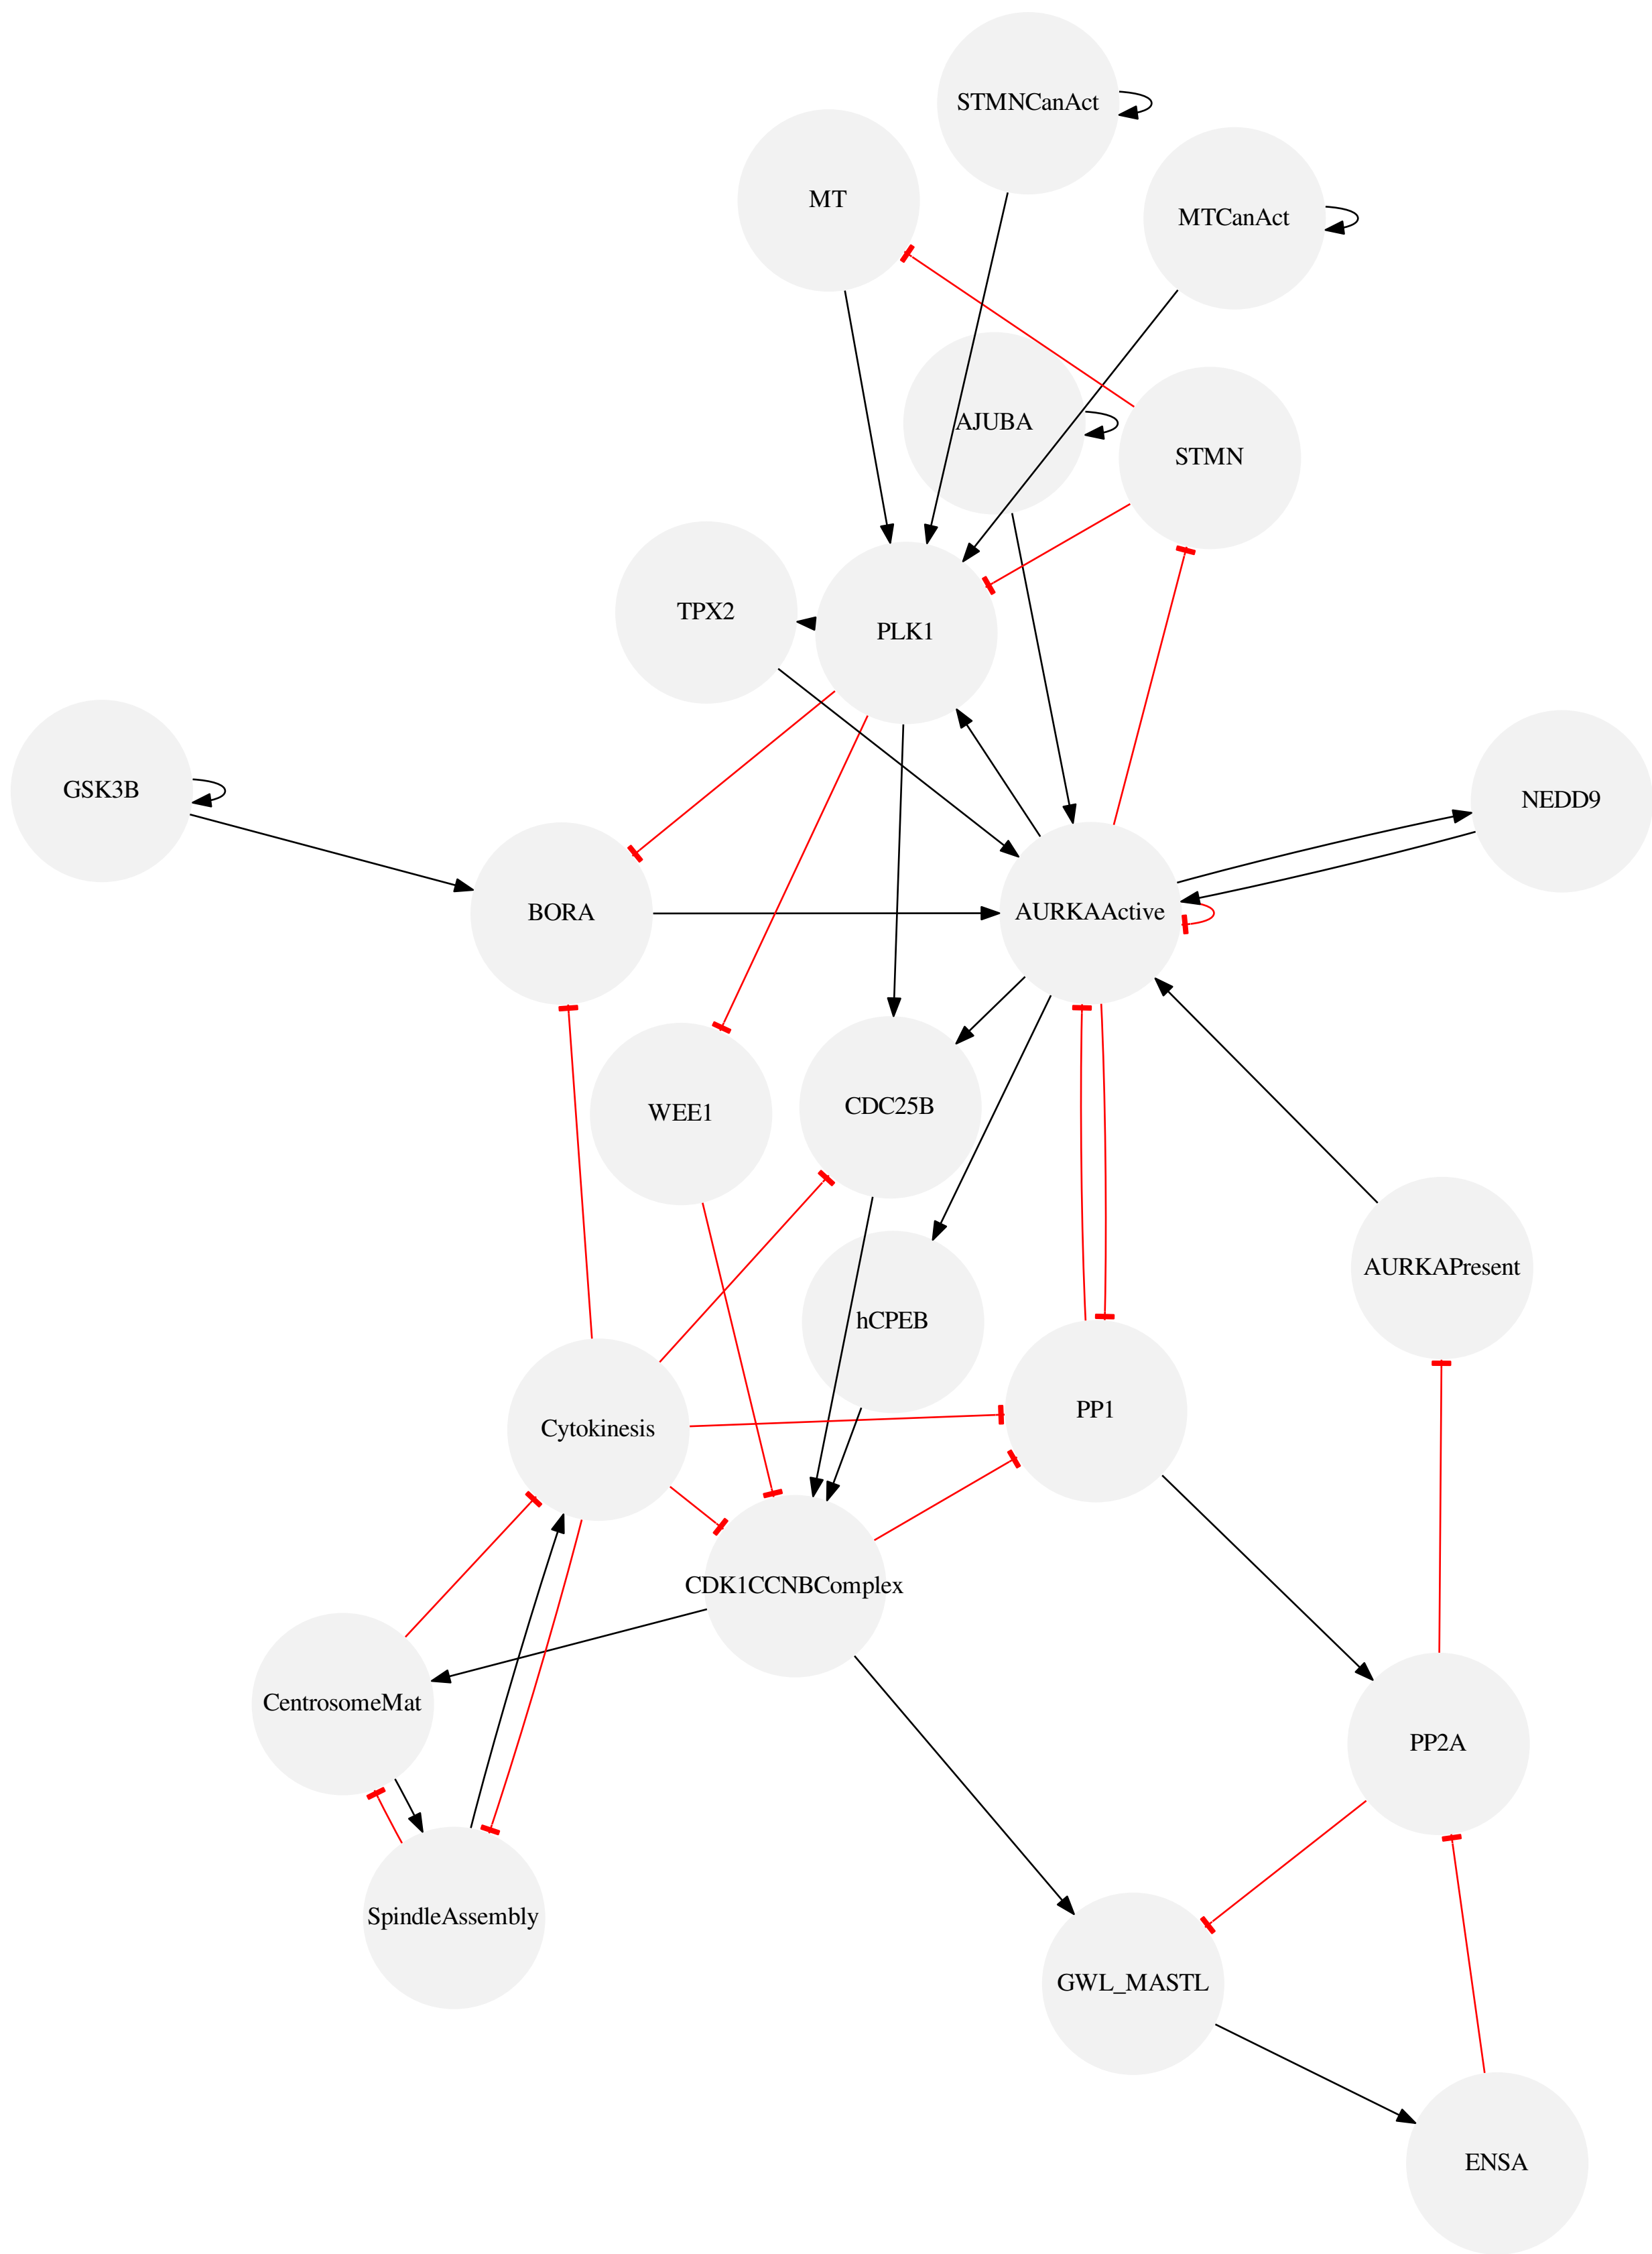 STMNCanAct
MT
MTCanAct
AJUBA
STMN
TPX2
PLK1
GSK3B
NEDD9
BORA
AURKAActive
WEE1
CDC25B
AURKAPresent
hCPEB
PP1
Cytokinesis
CDK1CCNBComplex
CentrosomeMat
PP2A
SpindleAssembly
GWL_MASTL
ENSA